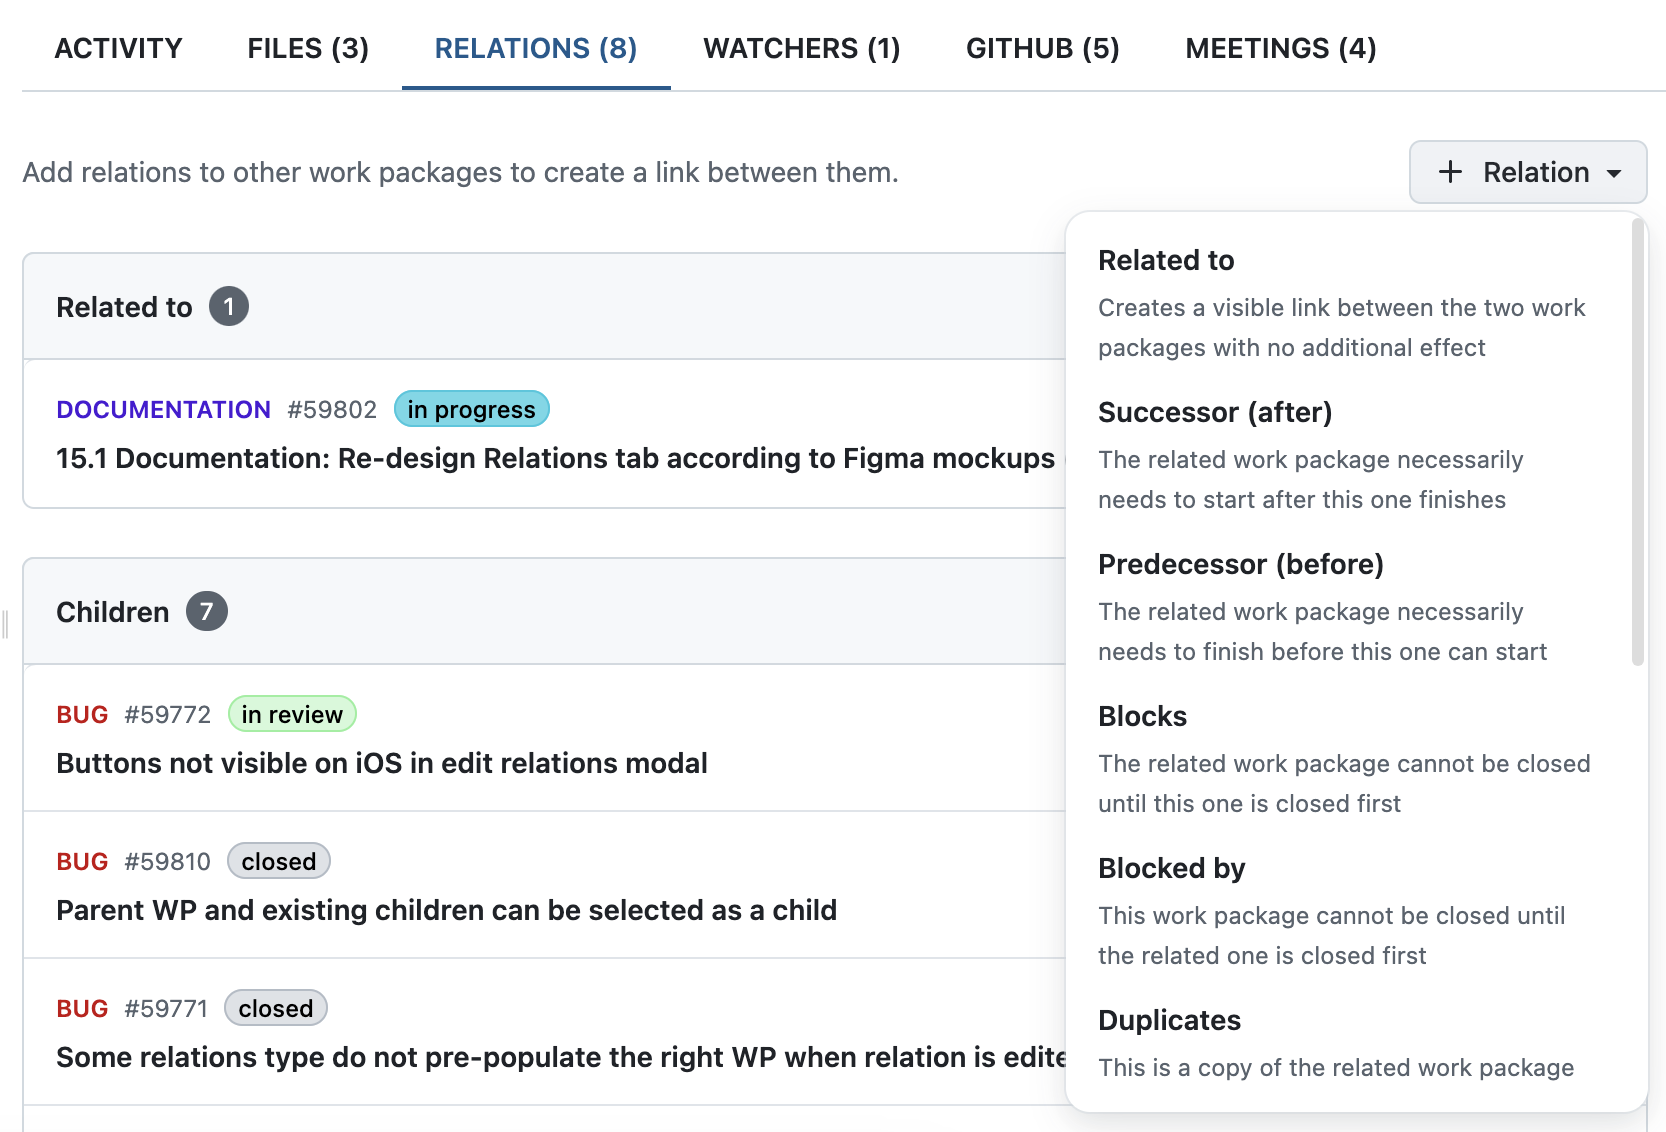 ACTIVITY FILES (3) RELATIONS (8) WATCHERS (1) GITHUB (5) MEETINGS (4)
Add relations to other work packages to create a link between them.
+ Relation
Related to 1
DOCUMENTATION #59802 in progress
15.1 Documentation: Re-design Relations tab according to Figma mockups
Children 7
BUG #59772 in review
Buttons not visible on iOS in edit relations modal
BUG #59810 closed
Parent WP and existing children can be selected as a child
BUG #59771 closed
Some relations type do not pre-populate the right WP when relation is edite
Related to
Creates a visible link between the two work
packages with no additional effect
Successor (after)
The related work package necessarily
needs to start after this one finishes
Predecessor (before)
The related work package necessarily
needs to finish before this one can start
Blocks
The related work package cannot be closed
until this one is closed first
Blocked by
This work package cannot be closed until
the related one is closed first
Duplicates
This is a copy of the related work package